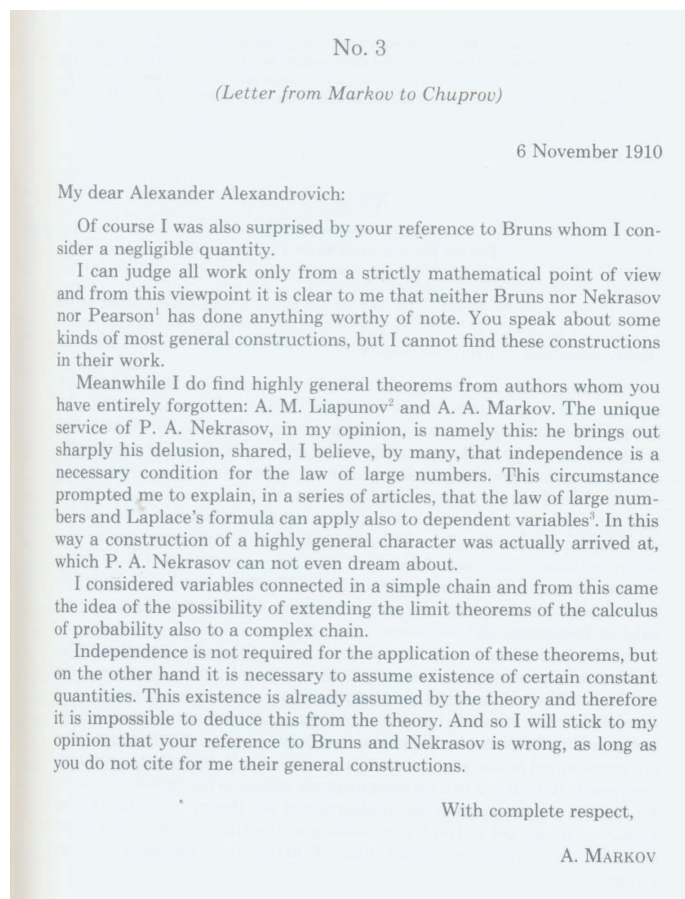 No. 3
(Letter from Markov to Chuprov)
6 November 1910
My dear Alexander Alexandrovich:
Of course I was also surprised by your reference to Bruns whom I con-
sider a negligible quantity.
I can judge all work only from a strictly mathematical point of view
and from this viewpoint it is clear to me that neither Bruns nor Nekrasov
nor Pearson¹ has done anything worthy of note. You speak about some
kinds of most general constructions, but I cannot find these constructions
in their work.
Meanwhile I do find highly general theorems from authors whom you
have entirely forgotten: A. M. Liapunov² and A. A. Markov. The unique
service of P. A. Nekrasov, in my opinion, is namely this: he brings out
sharply his delusion, shared, I believe, by many, that independence is a
necessary condition for the law of large numbers. This circumstance
prompted me to explain, in a series of articles, that the law of large num-
bers and Laplace's formula can apply also to dependent variables³. In this
way a construction of a highly general character was actually arrived at,
which P. A. Nekrasov can not even dream about.
I considered variables connected in a simple chain and from this came
the idea of the possibility of extending the limit theorems of the calculus
of probability also to a complex chain.
Independence is not required for the application of these theorems, but
on the other hand it is necessary to assume existence of certain constant
quantities. This existence is already assumed by the theory and therefore
it is impossible to deduce this from the theory. And so I will stick to my
opinion that your reference to Bruns and Nekrasov is wrong, as long as
you do not cite for me their general constructions.
With complete respect,
A. MARKOV